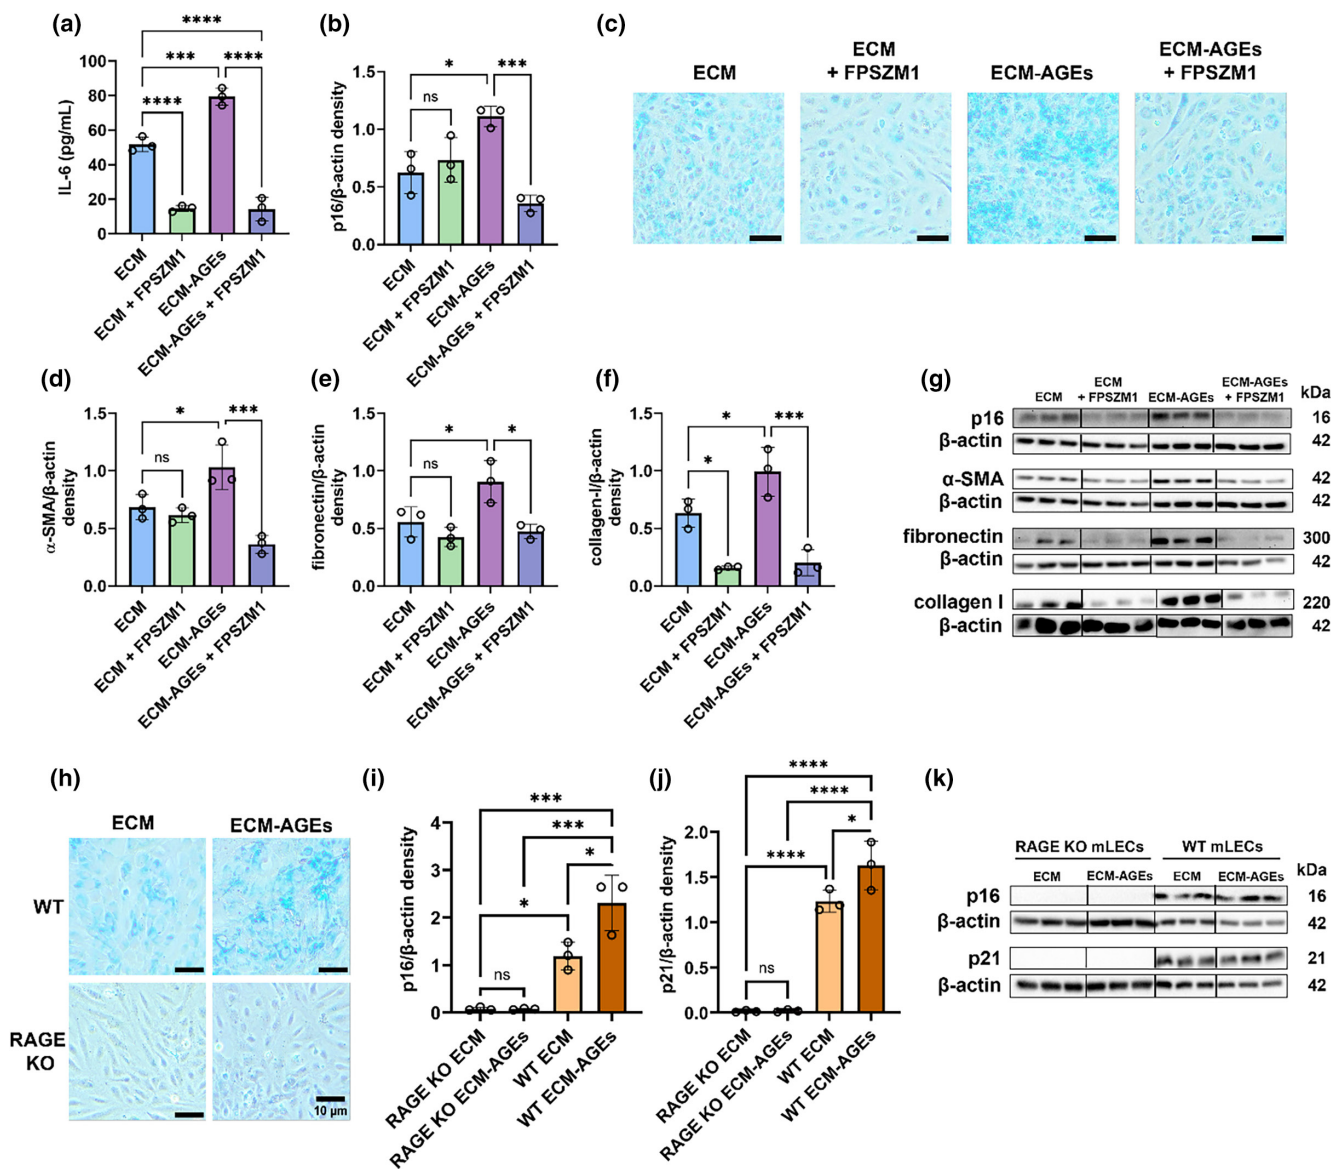 (a)
****
*** ****
****
100
80
60
40
20
0
IL-6 (pg/mL)
ECM
ECM + FPSZM1
ECM-AGEs
ECM-AGEs + FPSZM1
(b)
* ***
ns
1.5
1.0
0.5
0.0
p16/β-actin density
ECM
ECM + FPSZM1
ECM-AGEs
ECM-AGEs + FPSZM1
(c)
ECM
ECM
+ FPSZM1
ECM-AGEs
ECM-AGEs
+ FPSZM1
(d)
* ***
ns
1.5
1.0
0.5
0.0
α-SMA/β-actin
density
ECM
ECM + FPSZM1
ECM-AGEs
ECM-AGEs + FPSZM1
(e)
* *
ns
1.5
1.0
0.5
0.0
fibronectin/β-actin
density
ECM
ECM + FPSZM1
ECM-AGEs
ECM-AGEs + FPSZM1
(f)
* ***
*
1.5
1.0
0.5
0.0
collagen-I/β-actin
density
ECM
ECM + FPSZM1
ECM-AGEs
ECM-AGEs + FPSZM1
(g)
ECM
ECM
+ FPSZM1
ECM-AGEs
ECM-AGEs
+ FPSZM1
kDa
p16 16
β-actin 42
α-SMA 42
β-actin 42
fibronectin 300
β-actin 42
collagen I 220
β-actin 42
(h)
ECM ECM-AGEs
WT
RAGE
KO
10 μm
(i)
***
***
*
*
ns
4
3
2
1
0
p16/β-actin density
RAGE KO ECM
RAGE KO ECM-AGEs
WT ECM
WT ECM-AGEs
(j)
****
****
*
****
ns
2.0
1.5
1.0
0.5
0.0
p21/β-actin density
RAGE KO ECM
RAGE KO ECM-AGEs
WT ECM
WT ECM-AGEs
(k)
RAGE KO mLECs WT mLECs
ECM ECM-AGEs ECM ECM-AGEs kDa
p16 16
β-actin 42
p21 21
β-actin 42